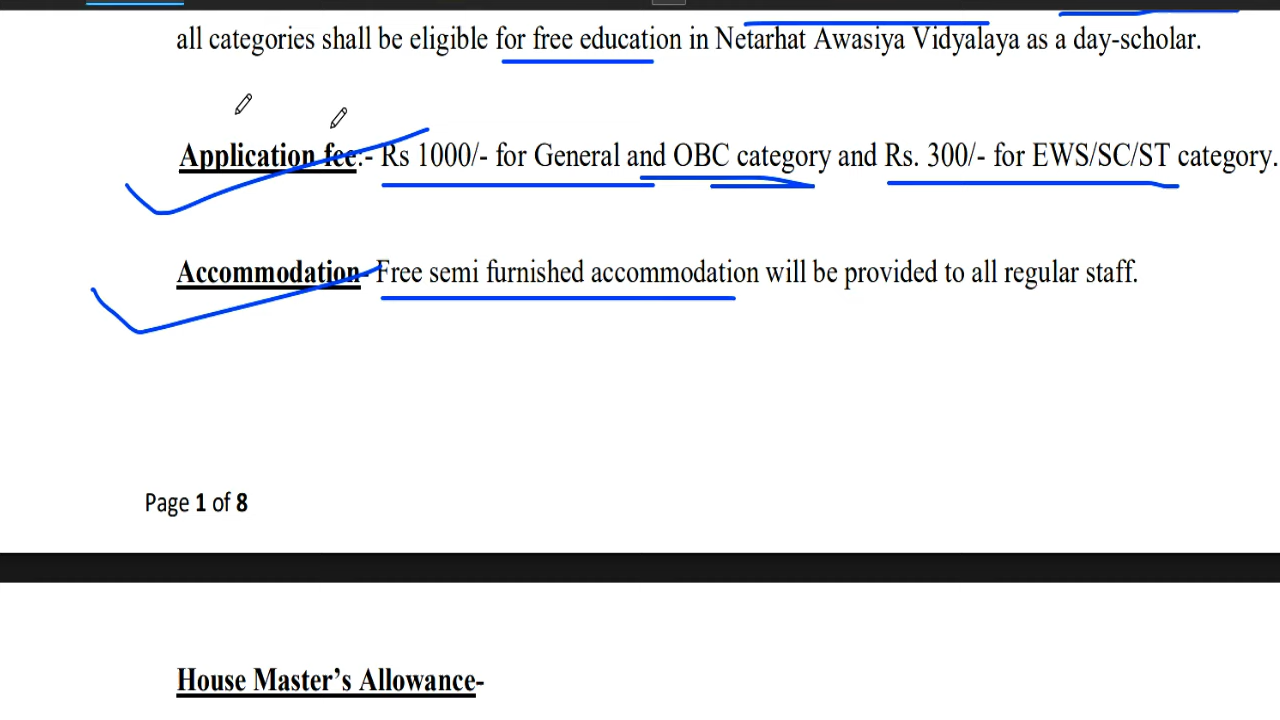 all categories shall be eligible for free education in Netarhat Awasiya Vidyalaya as a day-scholar.
Application fee:- Rs 1000/- for General and OBC category and Rs. 300/- for EWS/SC/ST category.
Accommodation- Free semi furnished accommodation will be provided to all regular staff.
Page 1 of 8
House Master’s Allowance-